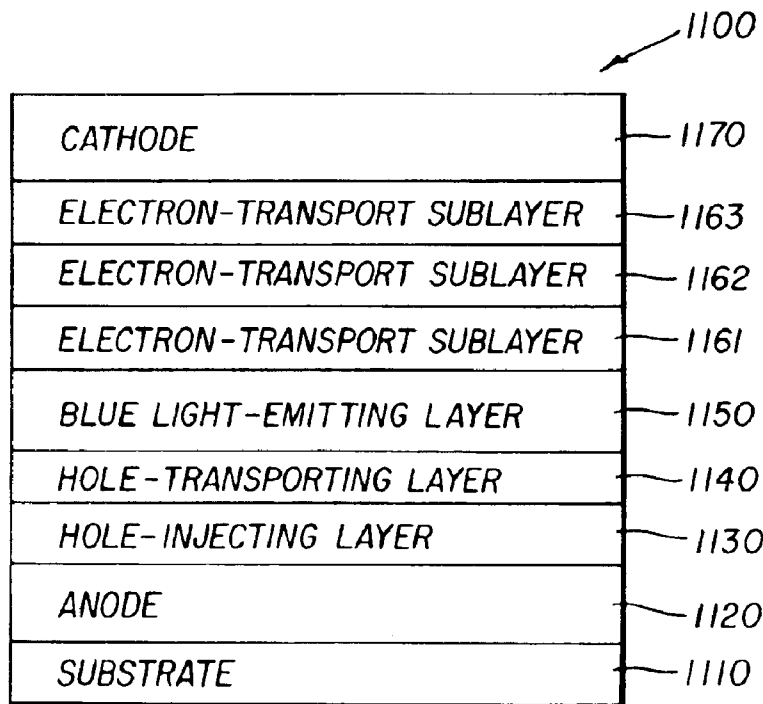 1100
CATHODE 1170
ELECTRON-TRANSPORT SUBLAYER 1163
ELECTRON-TRANSPORT SUBLAYER 1162
ELECTRON-TRANSPORT SUBLAYER 1161
BLUE LIGHT-EMITTING LAYER 1150
HOLE-TRANSPORTING LAYER 1140
HOLE-INJECTING LAYER 1130
ANODE 1120
SUBSTRATE 1110